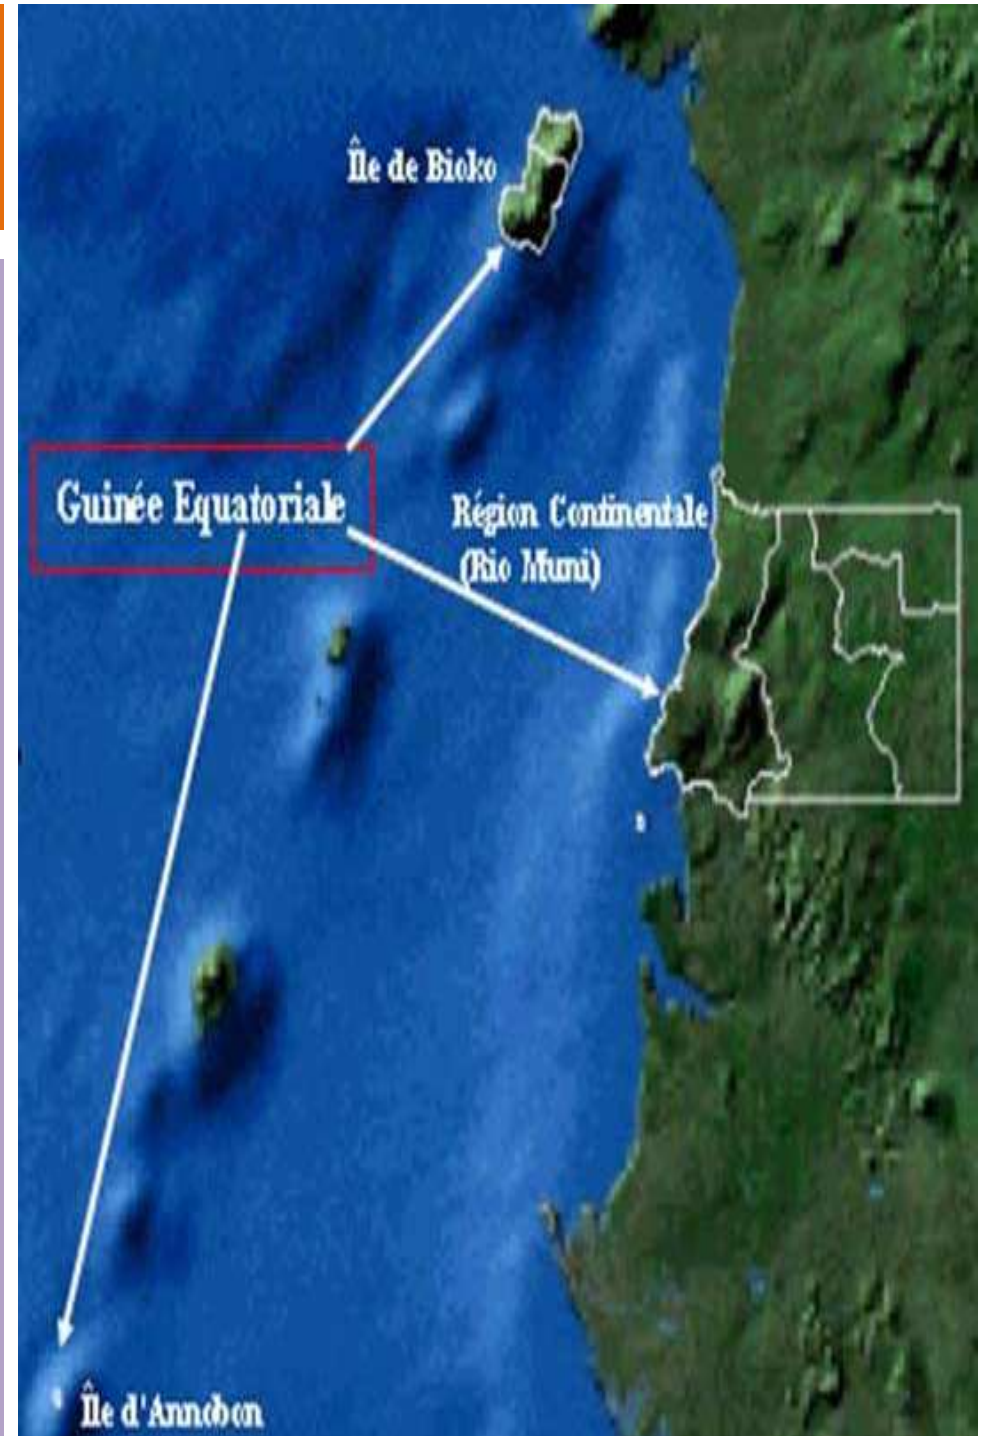 Île de Bioko
Guinée Equatoriale
Région Continentale
(Rio Muni)
Île d'Annobon